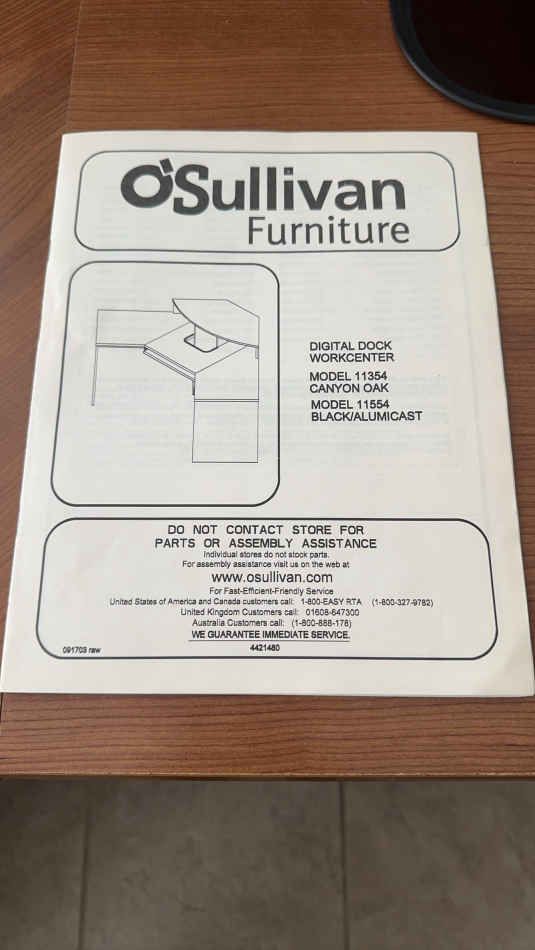 O'Sullivan
Furniture
DIGITAL DOCK
WORKCENTER
MODEL 11354
CANYON OAK
MODEL 11554
BLACK/ALUMICAST
DO NOT CONTACT STORE FOR
PARTS OR ASSEMBLY ASSISTANCE
Individual stores do not stock parts.
For assembly assistance visit us on the web at
www.osullivan.com
For Fast-Efficient-Friendly Service
United States of America and Canada customers call: 1-800-EASY RTA (1-800-327-9782)
United Kingdom Customers call: 01608-647300
Australia Customers call: (1-800-888-178)
WE GUARANTEE IMMEDIATE SERVICE.
091703 raw 4421480